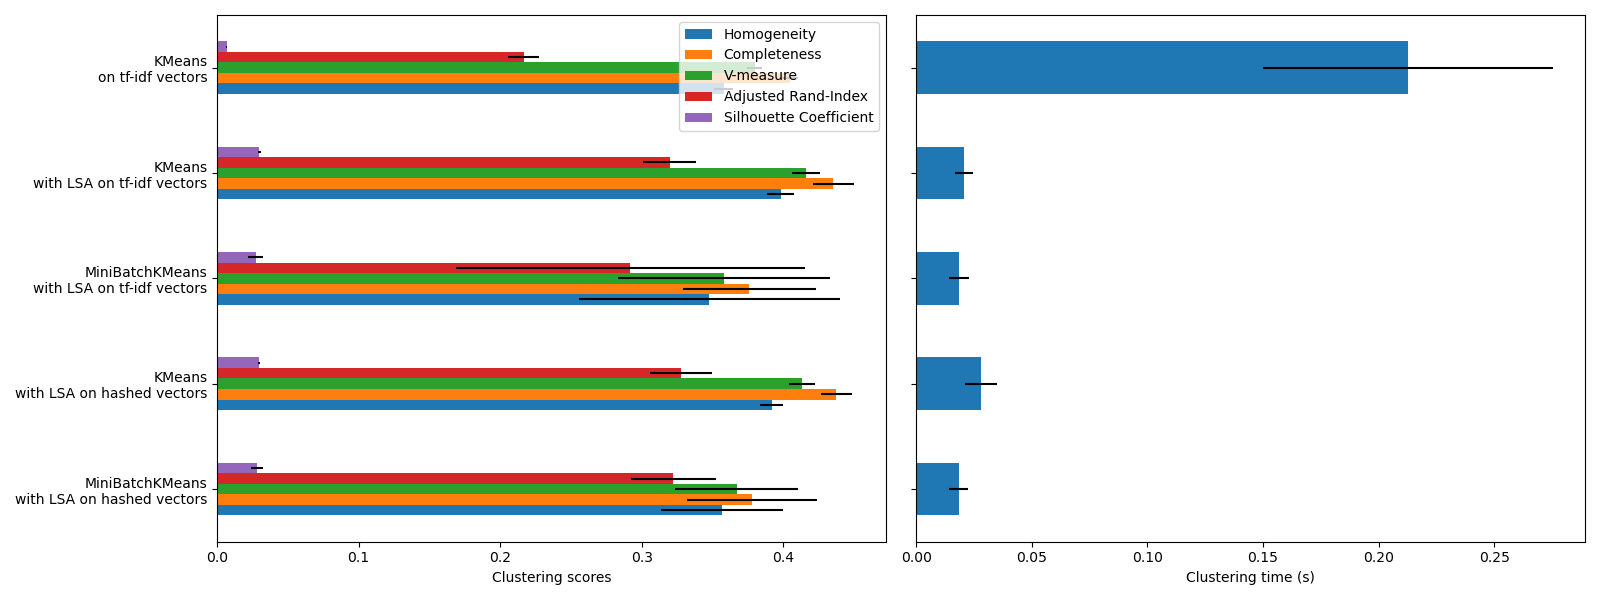 KMeans
on tf-idf vectors
KMeans
with LSA on tf-idf vectors
MiniBatchKMeans
with LSA on tf-idf vectors
KMeans
with LSA on hashed vectors
MiniBatchKMeans
with LSA on hashed vectors
Homogeneity
Completeness
V-measure
Adjusted Rand-Index
Silhouette Coefficient
0.0 0.1 0.2 0.3 0.4
Clustering scores
0.00 0.05 0.10 0.15 0.20 0.25
Clustering time (s)